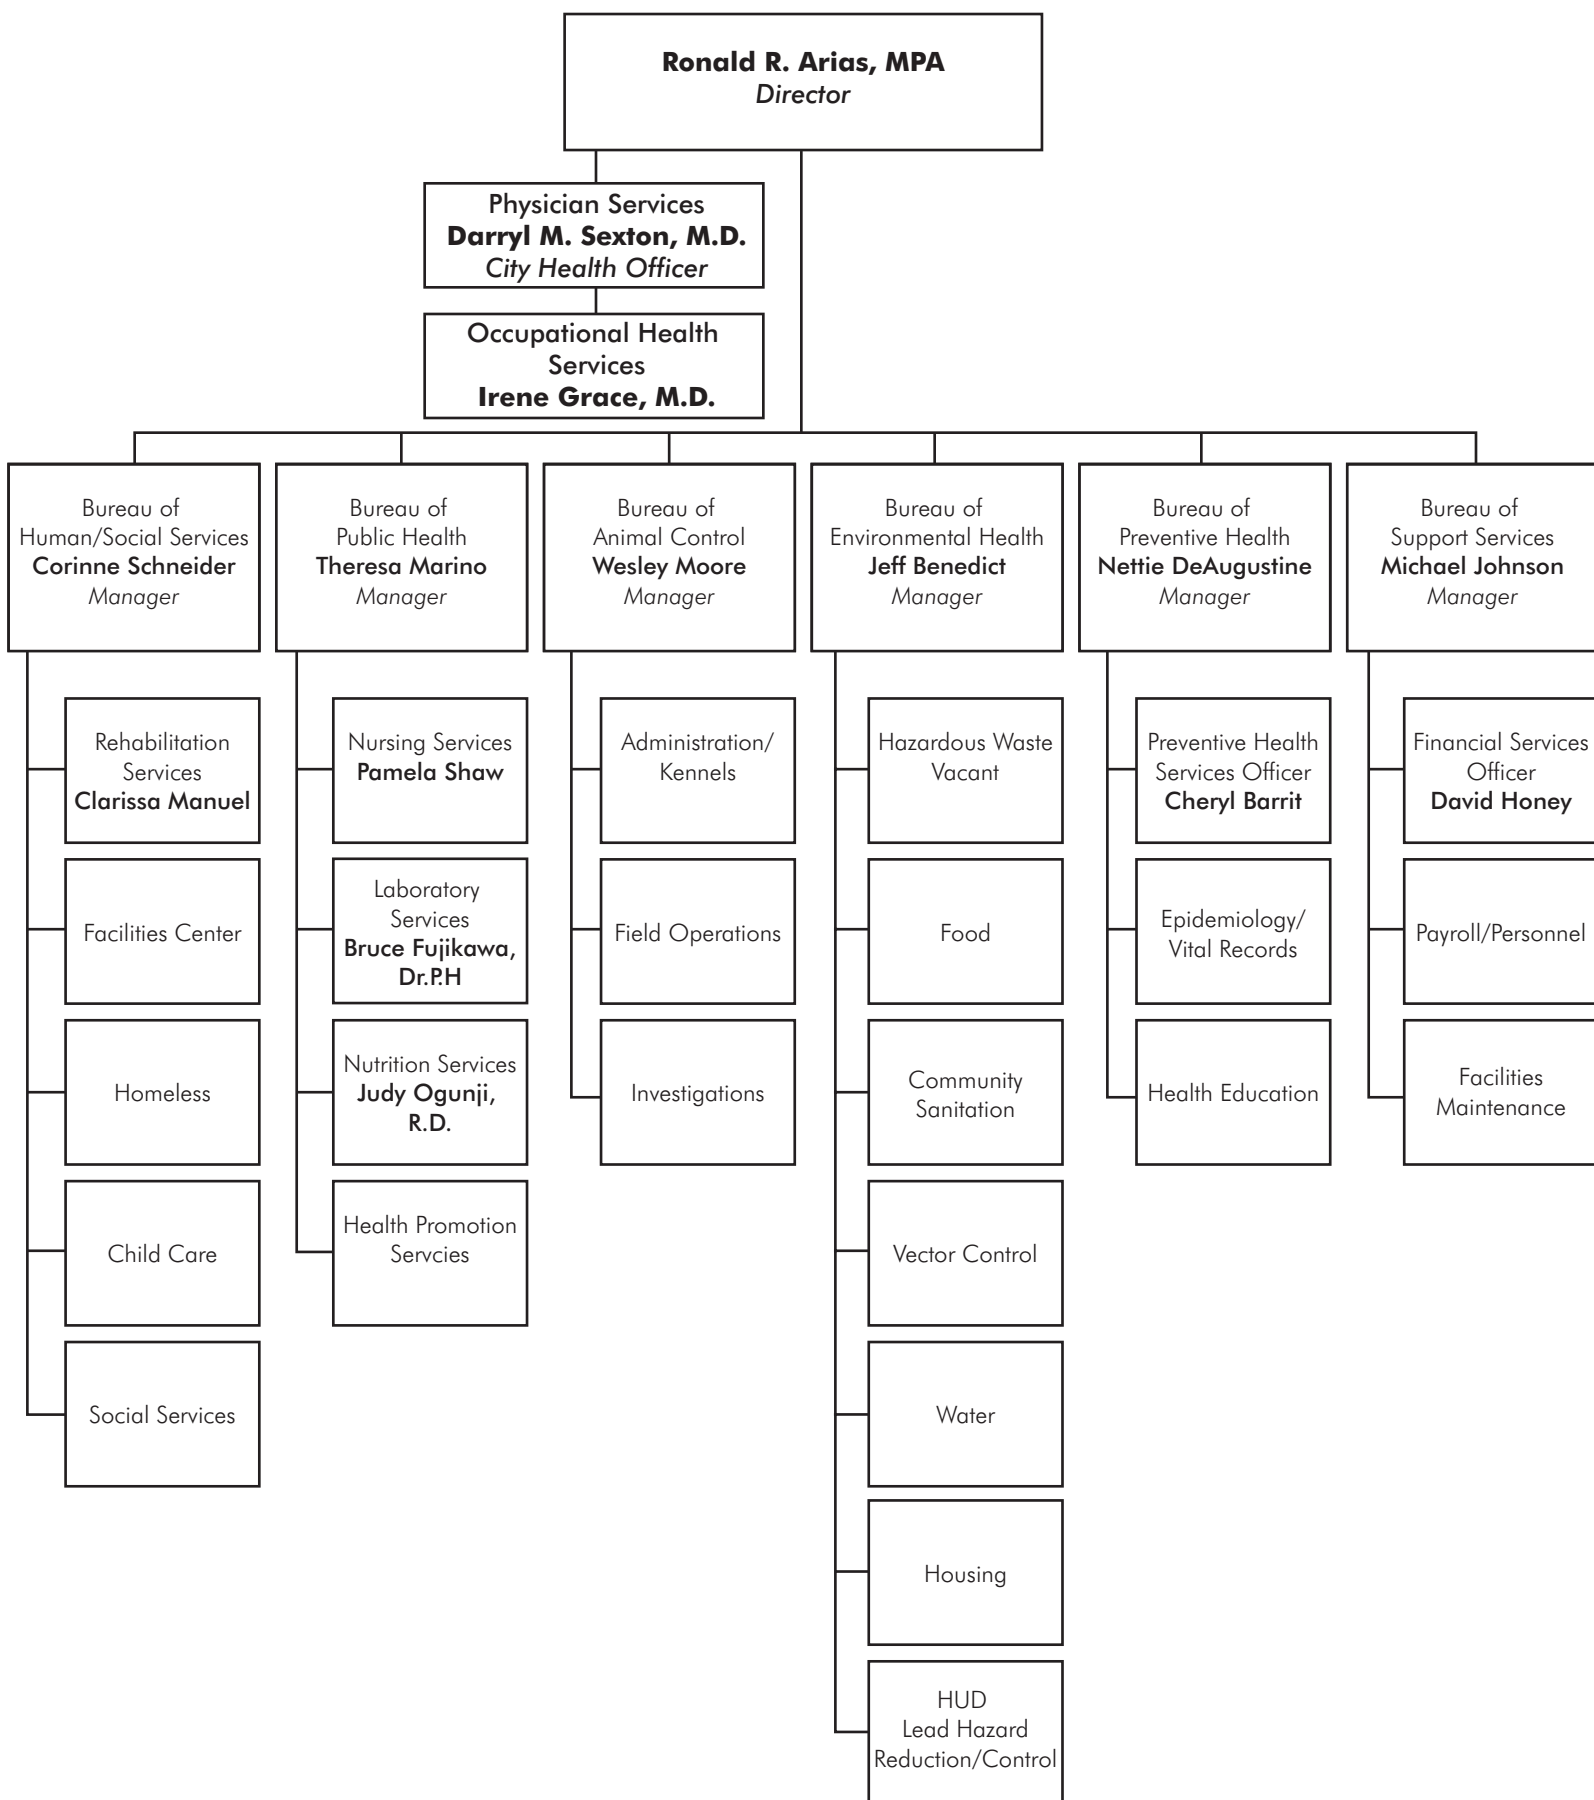 Ronald R. Arias, MPA
Director
Physician Services
Darryl M. Sexton, M.D.
City Health Officer
Occupational Health
Services
Irene Grace, M.D.
Bureau of
Human/Social Services
Corinne Schneider
Manager
Bureau of
Public Health
Theresa Marino
Manager
Bureau of
Animal Control
Wesley Moore
Manager
Bureau of
Environmental Health
Jeff Benedict
Manager
Bureau of
Preventive Health
Nettie DeAugustine
Manager
Bureau of
Support Services
Michael Johnson
Manager
Rehabilitation
Services
Clarissa Manuel
Facilities Center
Homeless
Child Care
Social Services
Nursing Services
Pamela Shaw
Laboratory
Services
Bruce Fujikawa,
Dr.P.H
Nutrition Services
Judy Ogunji,
R.D.
Health Promotion
Servcies
Administration/
Kennels
Field Operations
Investigations
Hazardous Waste
Vacant
Food
Community
Sanitation
Vector Control
Water
Housing
HUD
Lead Hazard
Reduction/Control
Preventive Health
Services Officer
Cheryl Barrit
Epidemiology/
Vital Records
Health Education
Financial Services
Officer
David Honey
Payroll/Personnel
Facilities
Maintenance